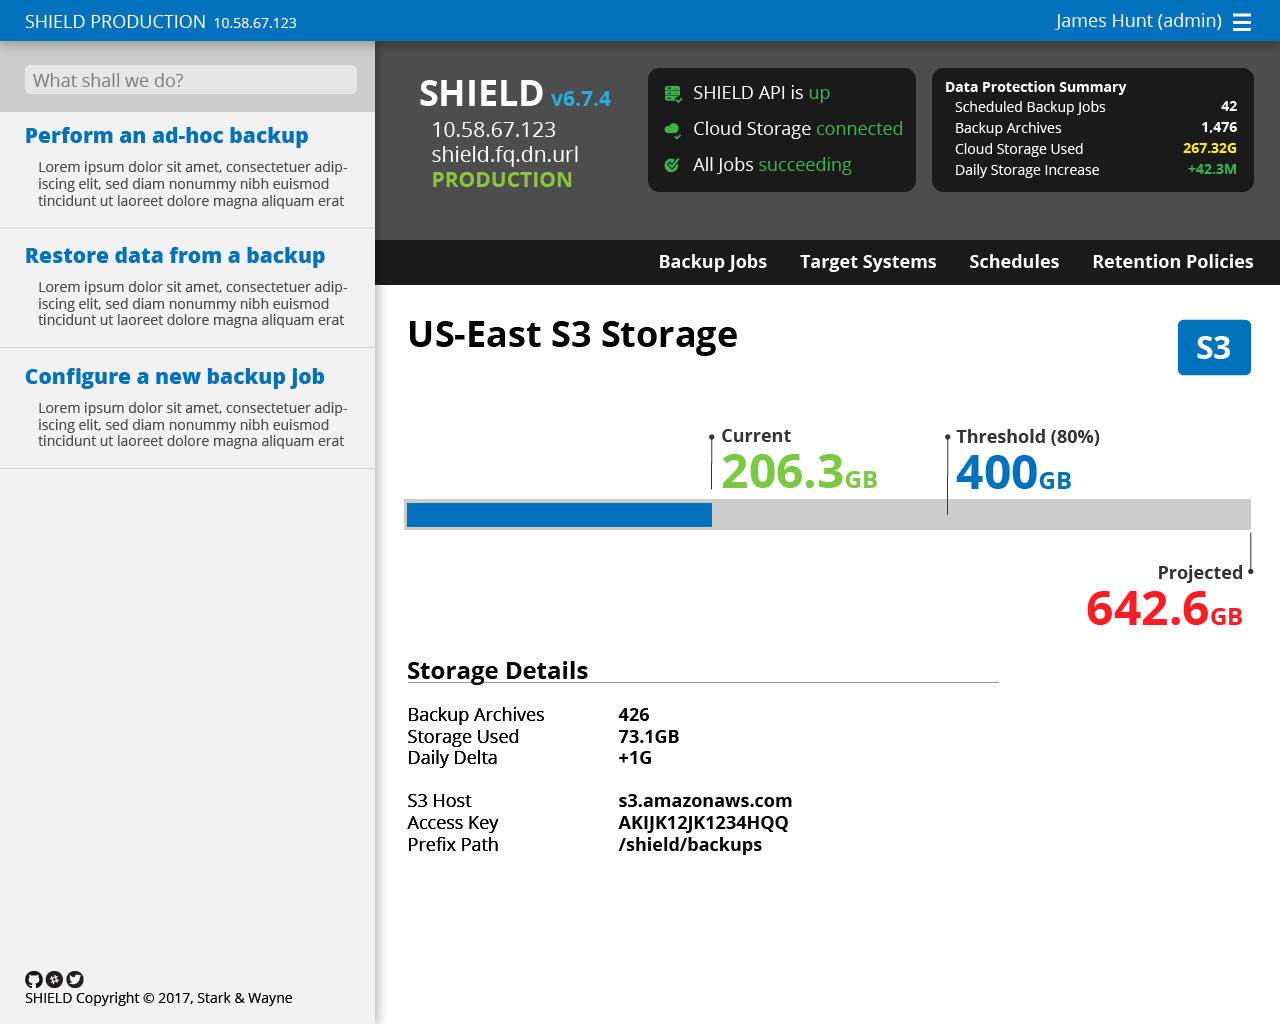 SHIELD PRODUCTION 10.58.67.123
James Hunt (admin)
What shall we do?
Perform an ad-hoc backup
Lorem ipsum dolor sit amet, consectetuer adip-
iscing elit, sed diam nonummy nibh euismod
tincidunt ut laoreet dolore magna aliquam erat
Restore data from a backup
Lorem ipsum dolor sit amet, consectetuer adip-
iscing elit, sed diam nonummy nibh euismod
tincidunt ut laoreet dolore magna aliquam erat
Configure a new backup job
Lorem ipsum dolor sit amet, consectetuer adip-
iscing elit, sed diam nonummy nibh euismod
tincidunt ut laoreet dolore magna aliquam erat
SHIELD Copyright © 2017, Stark & Wayne
SHIELD v6.7.4
10.58.67.123
shield.fq.dn.url
PRODUCTION
SHIELD API is up
Cloud Storage connected
All Jobs succeeding
Data Protection Summary
Scheduled Backup Jobs 42
Backup Archives 1,476
Cloud Storage Used 267.32G
Daily Storage Increase +42.3M
Backup Jobs Target Systems Schedules Retention Policies
US-East S3 Storage
S3
Current
206.3GB
Threshold (80%)
400GB
Projected
642.6GB
Storage Details
Backup Archives 426
Storage Used 73.1GB
Daily Delta +1G
S3 Host s3.amazonaws.com
Access Key AKIJK12JK1234HQQ
Prefix Path /shield/backups